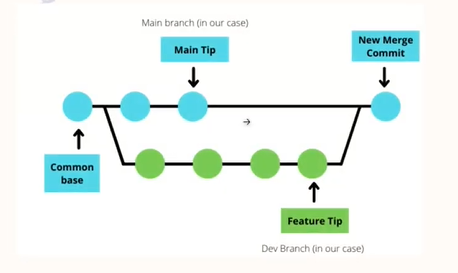 Main branch (in our case)
Main Tip
New Merge
Commit
Common
base
Feature Tip
Dev Branch (in our case)